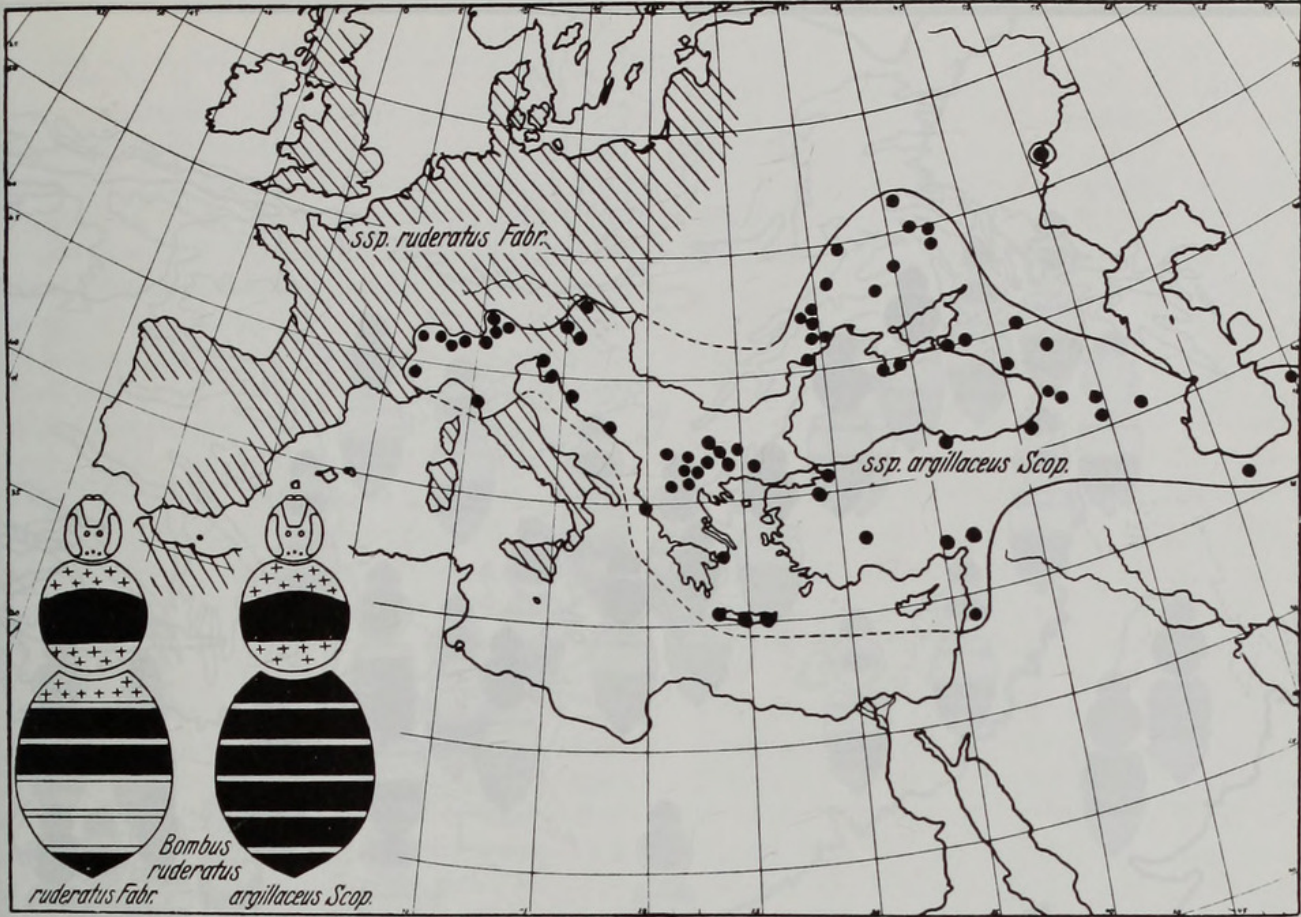 ssp. ruderatus Fabr.
ssp. argillaceus Scop.
Bombus
ruderatus
ruderatus Fabr.
argillaceus Scop.